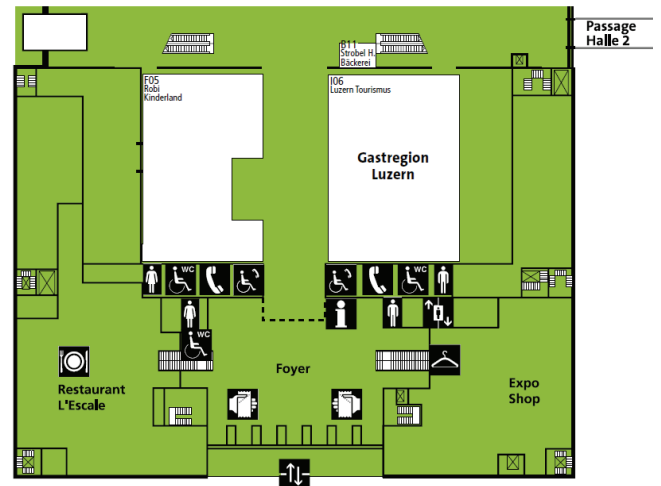 Passage
Halle 2
B11
Strobel H.
Bäckerei
F05
Robi
Kinderland
I06
Luzern Tourismus
Gastregion
Luzern
WC
WC
WC
Foyer
Restaurant
L'Escale
Expo
Shop